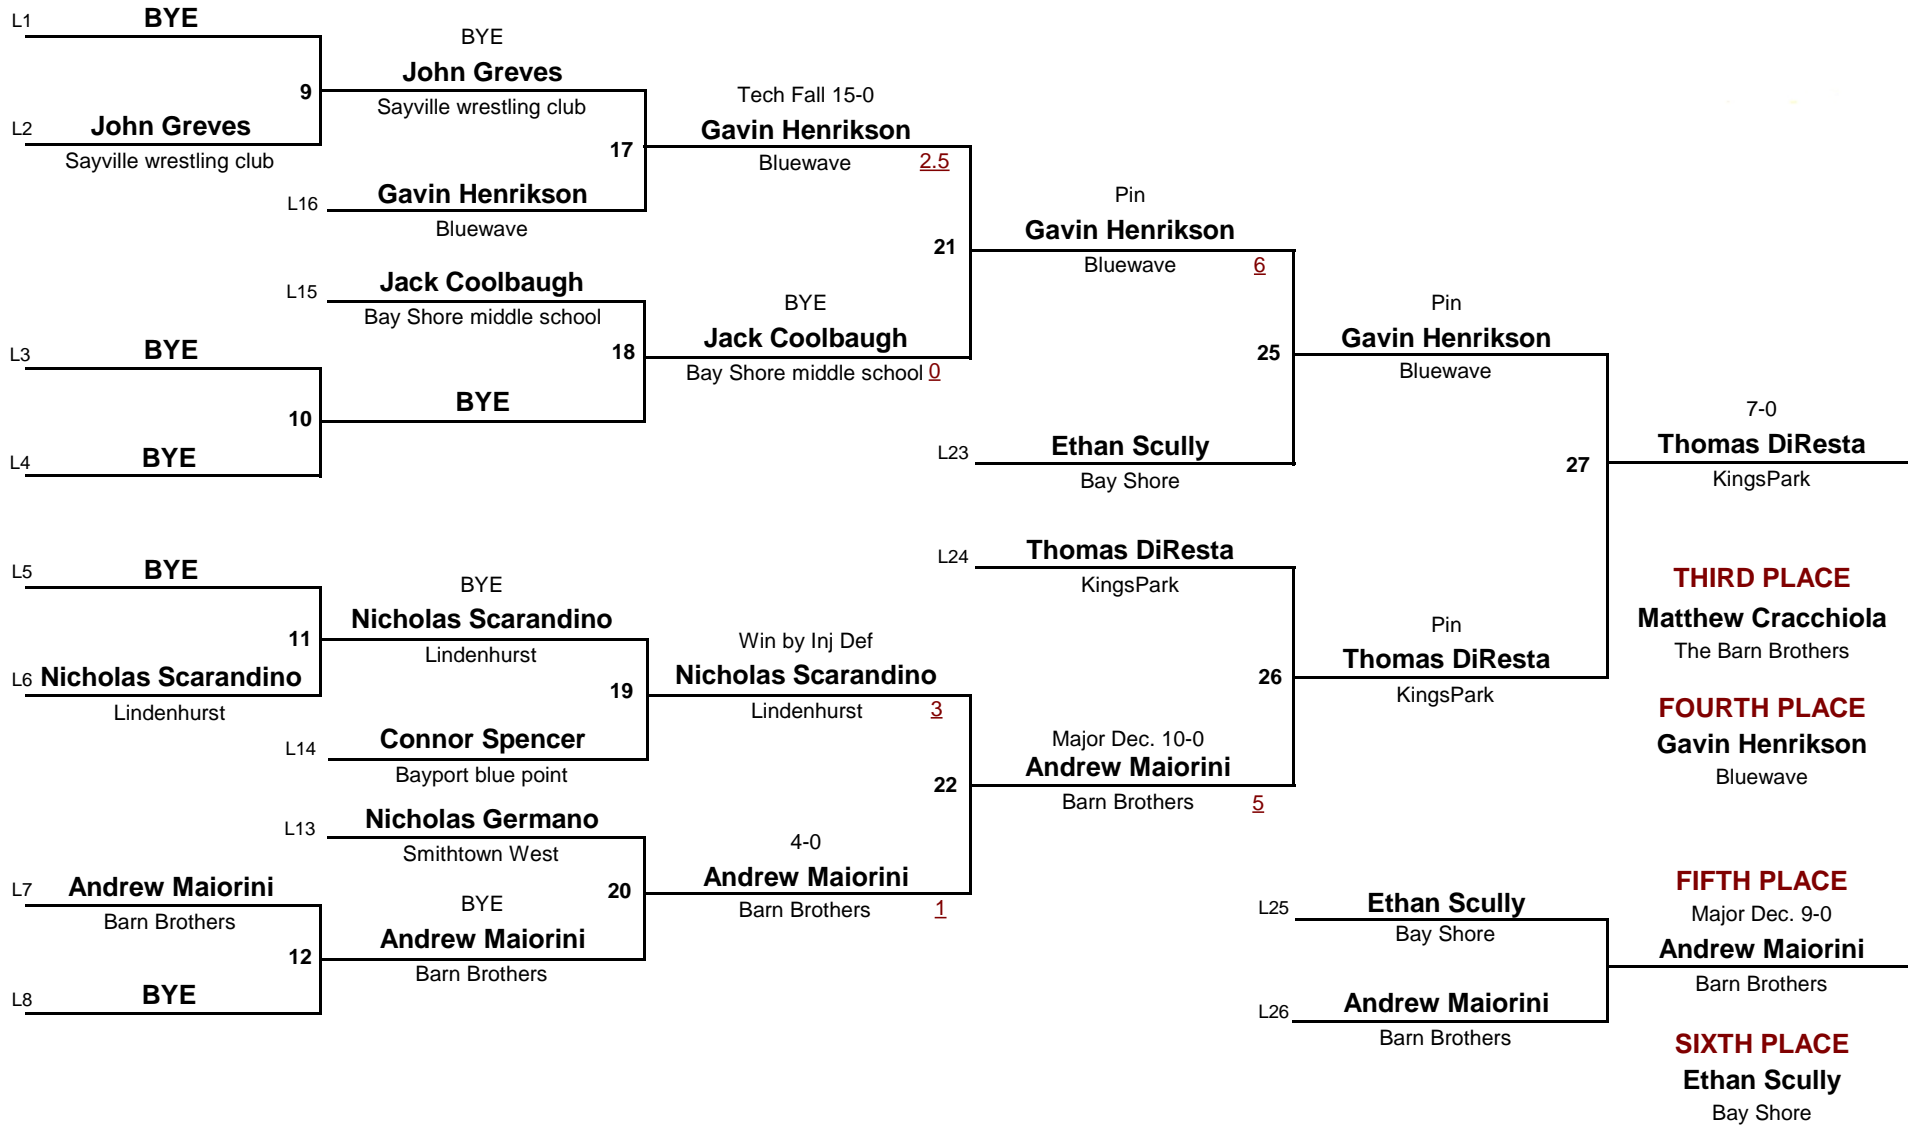 L1 BYE
L2 John Greves
Sayville wrestling club
9
BYE
John Greves
Sayville wrestling club
L16 Gavin Henrikson
Bluewave
17
Tech Fall 15-0
Gavin Henrikson
Bluewave 2.5
L15 Jack Coolbaugh
Bay Shore middle school
L3 BYE
L4 BYE
10
BYE
18
BYE
Jack Coolbaugh
Bay Shore middle school 0
21
Pin
Gavin Henrikson
Bluewave 6
L23 Ethan Scully
Bay Shore
25
Pin
Gavin Henrikson
Bluewave
L5 BYE
L6 Nicholas Scarandino
Lindenhurst
11
BYE
Nicholas Scarandino
Lindenhurst
L14 Connor Spencer
Bayport blue point
19
Win by Inj Def
Nicholas Scarandino
Lindenhurst 3
L13 Nicholas Germano
Smithtown West
L7 Andrew Maiorini
Barn Brothers
L8 BYE
12
BYE
Andrew Maiorini
Barn Brothers
20
4-0
Andrew Maiorini
Barn Brothers 1
22
Major Dec. 10-0
Andrew Maiorini
Barn Brothers 5
L24 Thomas DiResta
KingsPark
26
Pin
Thomas DiResta
KingsPark
27
7-0
Thomas DiResta
KingsPark
THIRD PLACE
Matthew Cracchiola
The Barn Brothers
FOURTH PLACE
Gavin Henrikson
Bluewave
L25 Ethan Scully
Bay Shore
L26 Andrew Maiorini
Barn Brothers
FIFTH PLACE
Major Dec. 9-0
Andrew Maiorini
Barn Brothers
SIXTH PLACE
Ethan Scully
Bay Shore